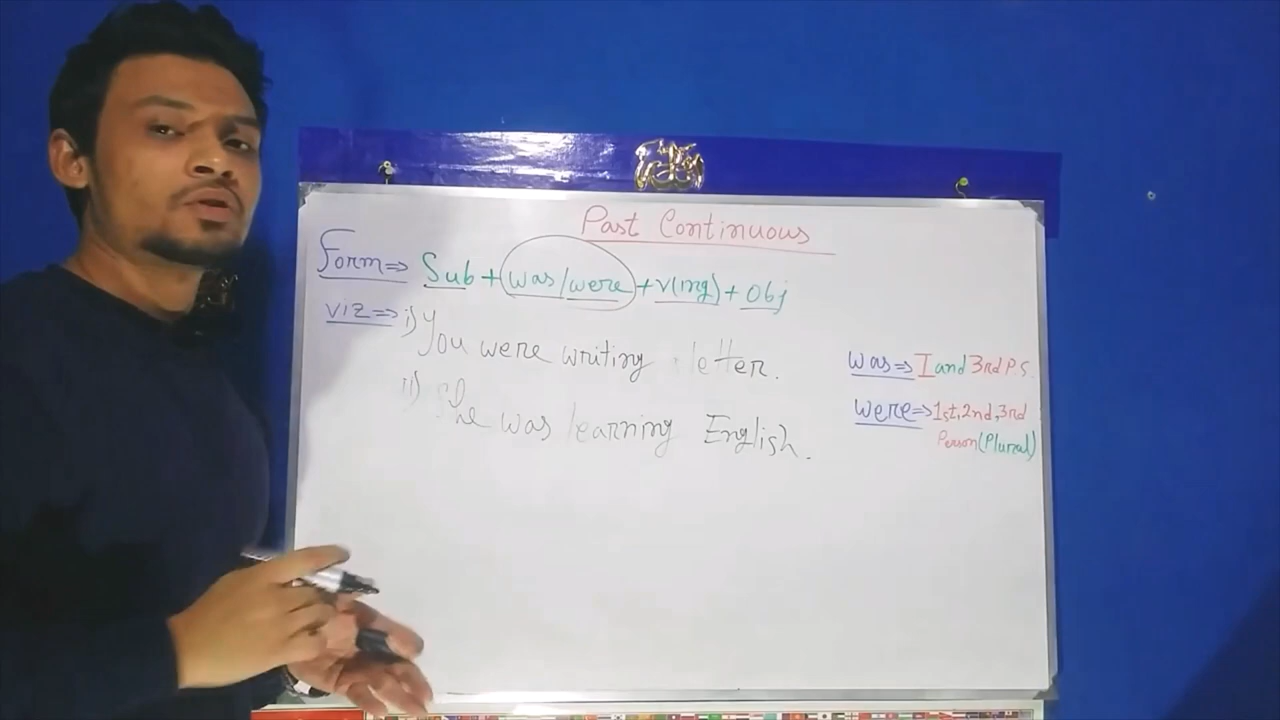 Past Continuous
Form⇒ Sub + (was/were) + V(ing) + Obj
viz⇒ i) You were writing letter.
ii) She was learning English.
was⇒ I and 3rd P.S.
were⇒ 1st, 2nd, 3rd
Person (Plural)